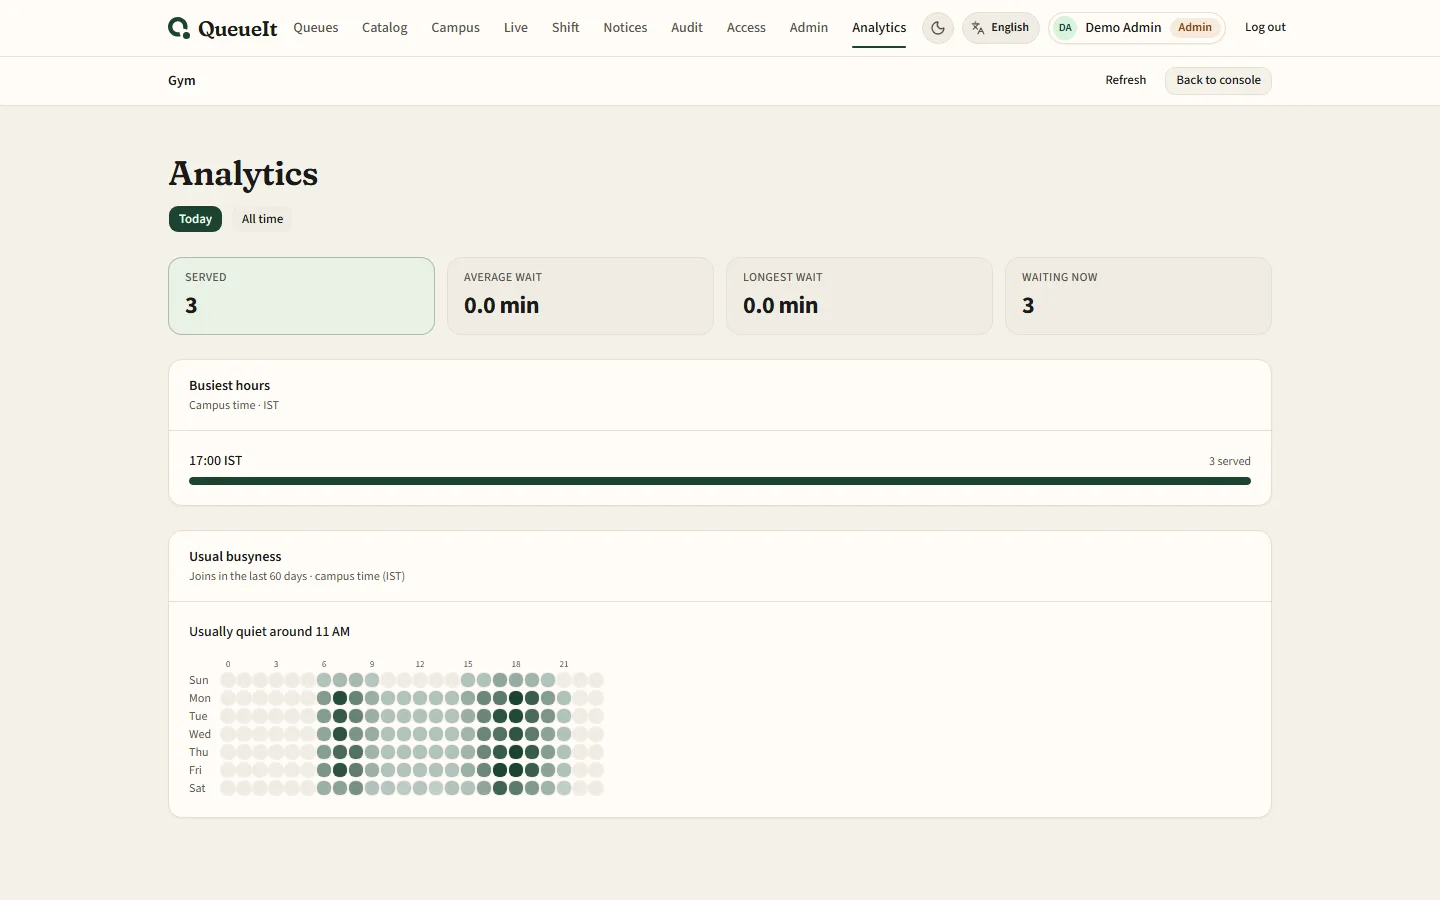 QueueIt Queues Catalog Campus Live Shift Notices Audit Access Admin Analytics English DA Demo Admin Admin Log out
Gym Refresh Back to console
Analytics
Today All time
SERVED AVERAGE WAIT LONGEST WAIT WAITING NOW
3 0.0 min 0.0 min 3
Busiest hours
Campus time · IST
17:00 IST 3 served
Usual busyness
Joins in the last 60 days · campus time (IST)
Usually quiet around 11 AM
0 3 6 9 12 15 18 21
Sun
Mon
Tue
Wed
Thu
Fri
Sat